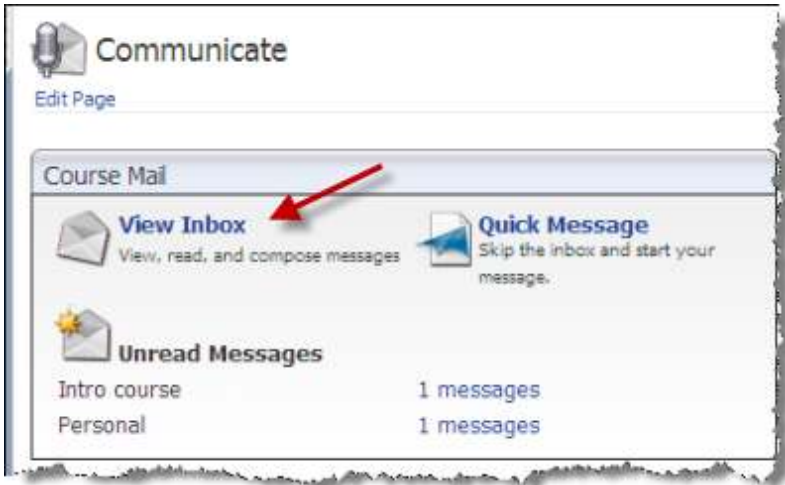 Communicate
Edit Page
Course Mail
View Inbox
View, read, and compose messages
Quick Message
Skip the inbox and start your
message.
Unread Messages
Intro course 1 messages
Personal 1 messages